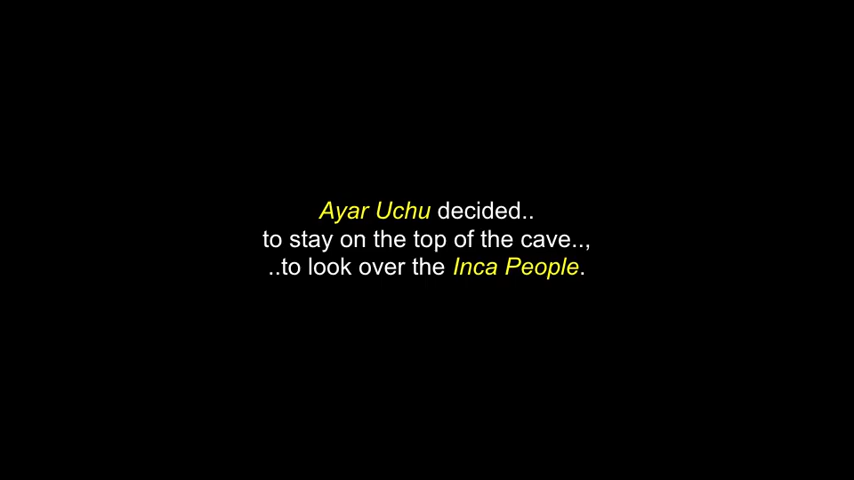 Ayar Uchu decided..
to stay on the top of the cave..,
..to look over the Inca People.